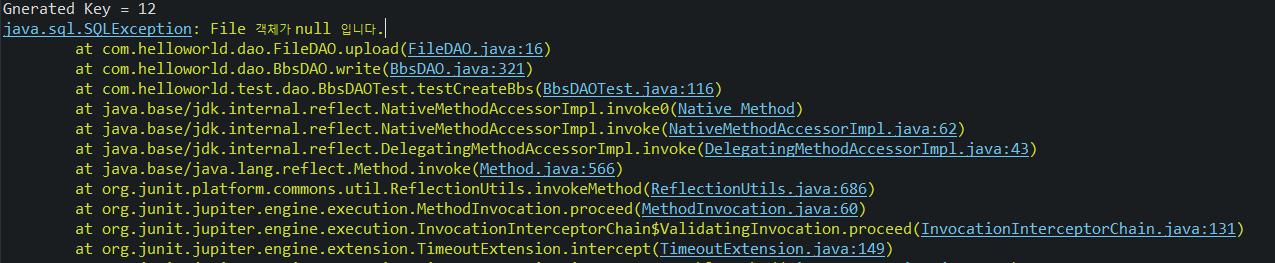 Gnerated Key = 12
java.sql.SQLException: File 객체가 null 입니다.
at com.helloworld.dao.FileDAO.upload(FileDAO.java:16)
at com.helloworld.dao.BbsDAO.write(BbsDAO.java:321)
at com.helloworld.test.dao.BbsDAOTest.testCreateBbs(BbsDAOTest.java:116)
at java.base/jdk.internal.reflect.NativeMethodAccessorImpl.invoke0(Native Method)
at java.base/jdk.internal.reflect.NativeMethodAccessorImpl.invoke(NativeMethodAccessorImpl.java:62)
at java.base/jdk.internal.reflect.DelegatingMethodAccessorImpl.invoke(DelegatingMethodAccessorImpl.java:43)
at java.base/java.lang.reflect.Method.invoke(Method.java:566)
at org.junit.platform.commons.util.ReflectionUtils.invokeMethod(ReflectionUtils.java:686)
at org.junit.jupiter.engine.execution.MethodInvocation.proceed(MethodInvocation.java:60)
at org.junit.jupiter.engine.execution.InvocationInterceptorChain$ValidatingInvocation.proceed(InvocationInterceptorChain.java:131)
at org.junit.jupiter.engine.extension.TimeoutExtension.intercept(TimeoutExtension.java:149)